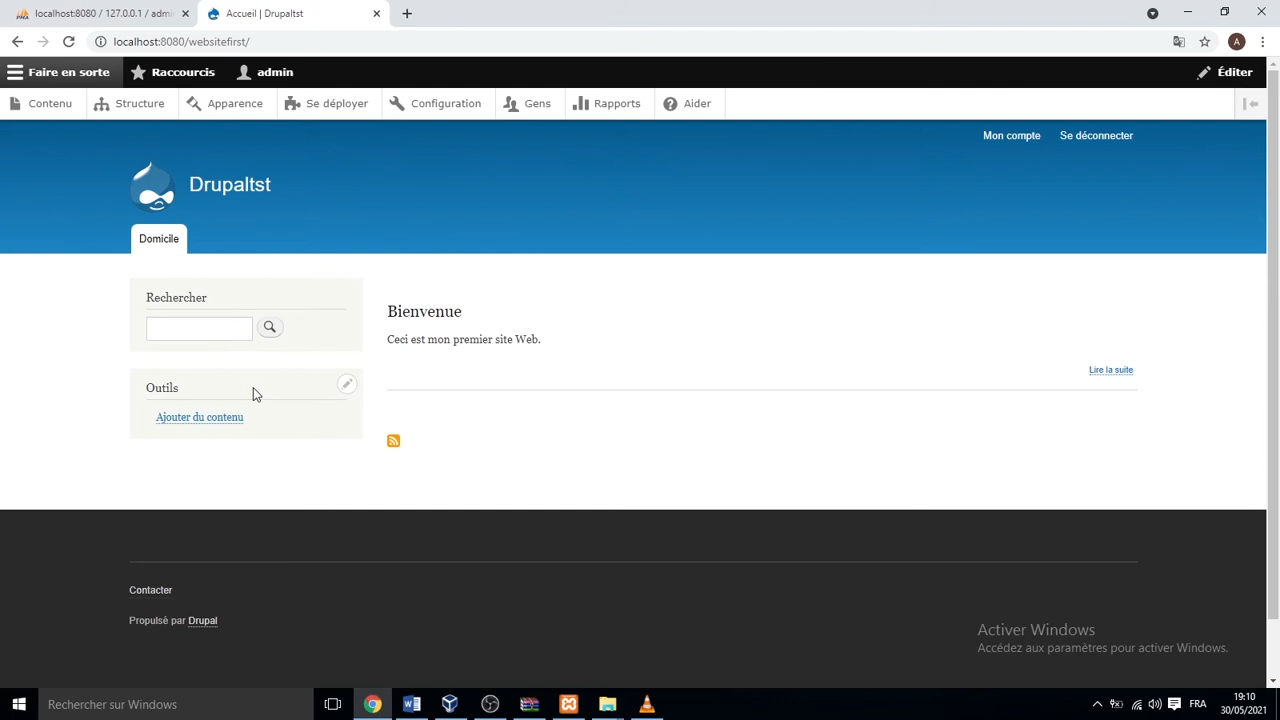 localhost:8080 / 127.0.0.1 / admi
Accueil | Drupaltst
localhost:8080/websitefirst/
A
Faire en sorte
Raccourcis
admin
Éditer
Contenu
Structure
Apparence
Se déployer
Configuration
Gens
Rapports
Aider
Mon compte
Se déconnecter
Drupaltst
Domicile
Rechercher
Bienvenue
Ceci est mon premier site Web.
Lire la suite
Outils
Ajouter du contenu
Contacter
Propulsé par Drupal
Activer Windows
Accédez aux paramètres pour activer Windows.
Rechercher sur Windows
FRA
19:10
30/05/2021